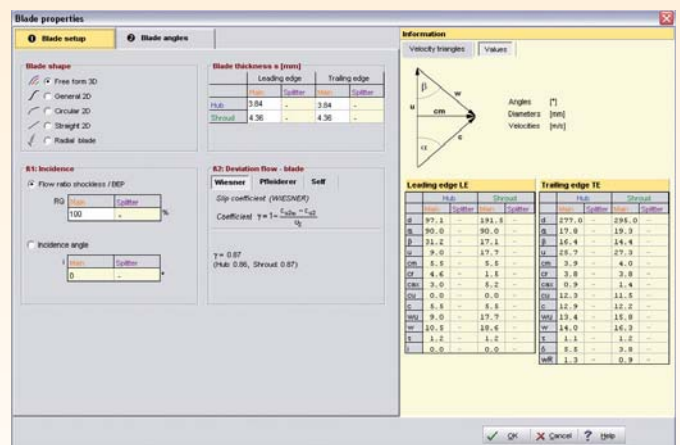 Blade properties
1 Blade setup
2 Blade angles
Blade shape
Free form 3D
General 2D
Circular 2D
Straight 2D
Radial blade
Blade thickness s [mm]
Leading edge Trailing edge
Main Splitter Main Splitter
Hub 3.84 - 3.84 -
Shroud 4.36 - 4.36 -
ß1: Incidence
Flow ratio shockless / BEP
Main Splitter
RQ 100 - %
Incidence angle
Main Splitter
i 0 - °
ß2: Deviation flow - blade
Wiesner Pfleiderer Self
Slip coefficient (WIESNER)
Coefficient γ = 1 -
γ = 0.87
(Hub 0.86, Shroud 0.87)
Information
Velocity triangles Values
β w
u cm
α c
Angles [°]
Diameters [mm]
Velocities [m/s]
Leading edge LE
Hub Shroud
Main Splitter Main Splitter
d 97.1 - 191.5 -
α 90.0 - 90.0 -
β 31.2 - 17.1 -
u 9.0 - 17.7 -
cm 5.5 - 5.5 -
cr 4.6 - 1.5 -
cax 3.0 - 5.2 -
cu 0.0 - 0.0 -
c 5.5 - 5.5 -
wu 9.0 - 17.7 -
w 10.5 - 18.6 -
τ 1.2 - 1.2 -
i 0.0 - 0.0 -
Trailing edge TE
Hub Shroud
Main Splitter Main Splitter
d 277.0 - 295.0 -
α 17.8 - 19.3 -
β 16.4 - 14.4 -
u 25.7 - 27.3 -
cm 3.9 - 4.0 -
cr 3.8 - 3.8 -
cax 0.9 - 1.4 -
cu 12.3 - 11.5 -
c 12.9 - 12.2 -
wu 13.4 - 15.8 -
w 14.0 - 16.3 -
τ 1.1 - 1.2 -
δ 5.5 - 3.8 -
wR 1.3 - 0.9 -
OK Cancel ? Help